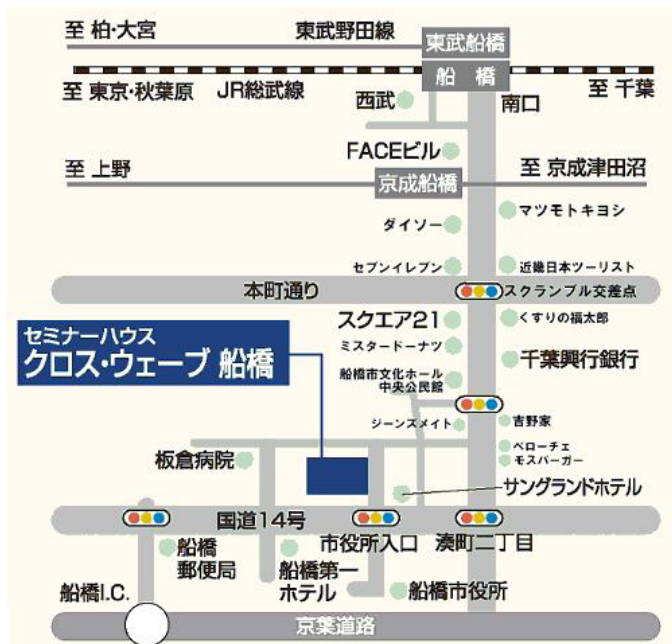 至 柏・大宮
東武野田線
東武船橋
船 橋
至 東京・秋葉原
JR総武線
西武
南口
至 千葉
FACEビル
至 上野
京成船橋
至 京成津田沼
マツモトキヨシ
ダイソー
セブンイレブン
近畿日本ツーリスト
本町通り
スクランブル交差点
スクエア21
くすりの福太郎
セミナーハウス
クロス・ウェーブ 船橋
ミスタードーナツ
千葉興行銀行
船橋市文化ホール
中央公民館
ジーンズメイト
吉野家
ベローチェ
モスバーガー
板倉病院
サングランドホテル
国道14号
市役所入口
湊町二丁目
船橋
郵便局
船橋第一
ホテル
船橋市役所
船橋I.C.
京葉道路